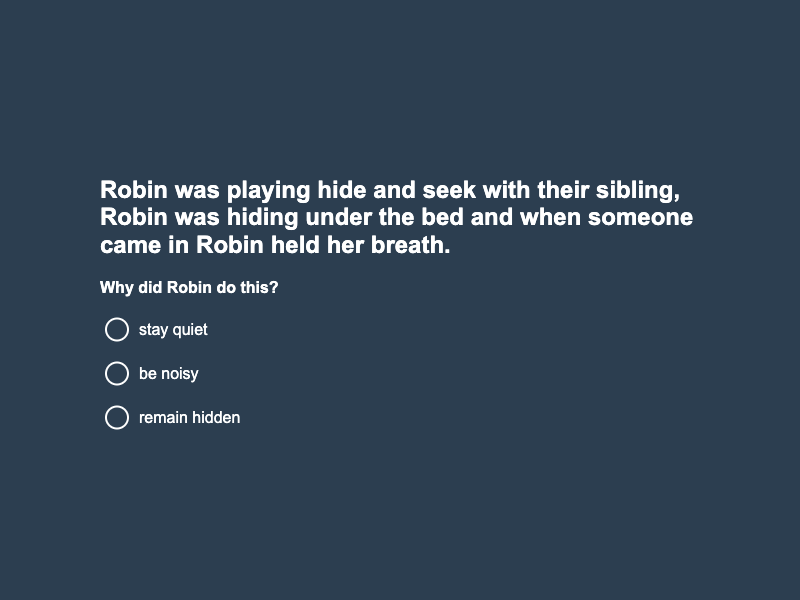 Robin was playing hide and seek with their sibling,
Robin was hiding under the bed and when someone
came in Robin held her breath.
Why did Robin do this?
stay quiet
be noisy
remain hidden